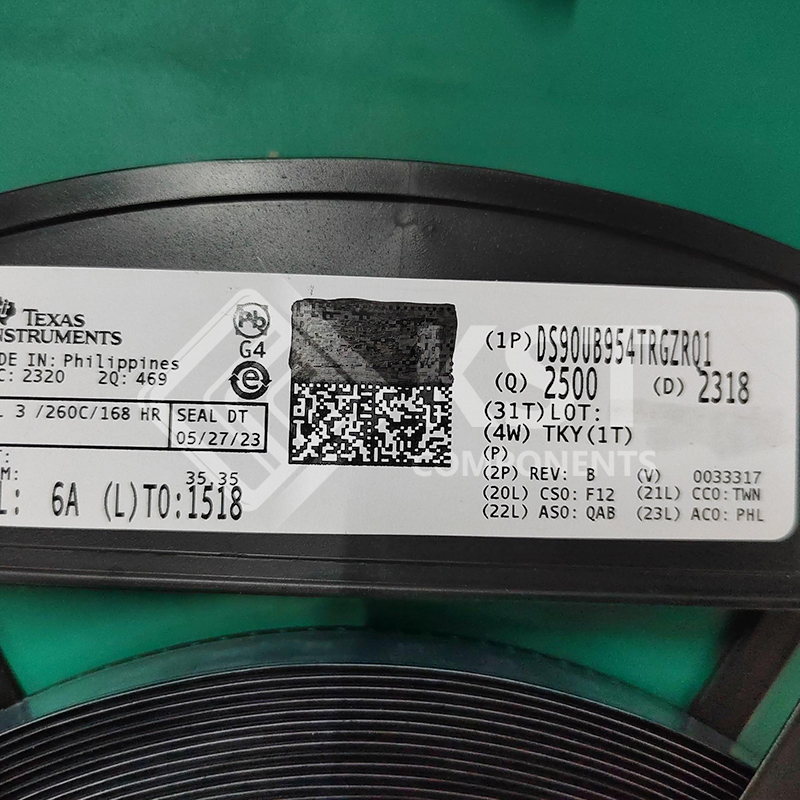 TEXAS
INSTRUMENTS
DE IN: Philippines
C: 2320 2Q: 469
L 3 /260C/168 HR
SEAL DT
05/27/23
M:
35.35
L: 6A (L)TO:1518
Pb
G4
e
(1P) DS90UB954TRGZRQ1
(Q) 2500 (D) 2318
(31T)LOT:
(4W) TKY(1T)
(P)
(2P) REV: B (V) 0033317
(20L) CSO: F12 (21L) CCO:TWN
(22L) ASO: QAB (23L) ACO: PHL
COMPONENTS